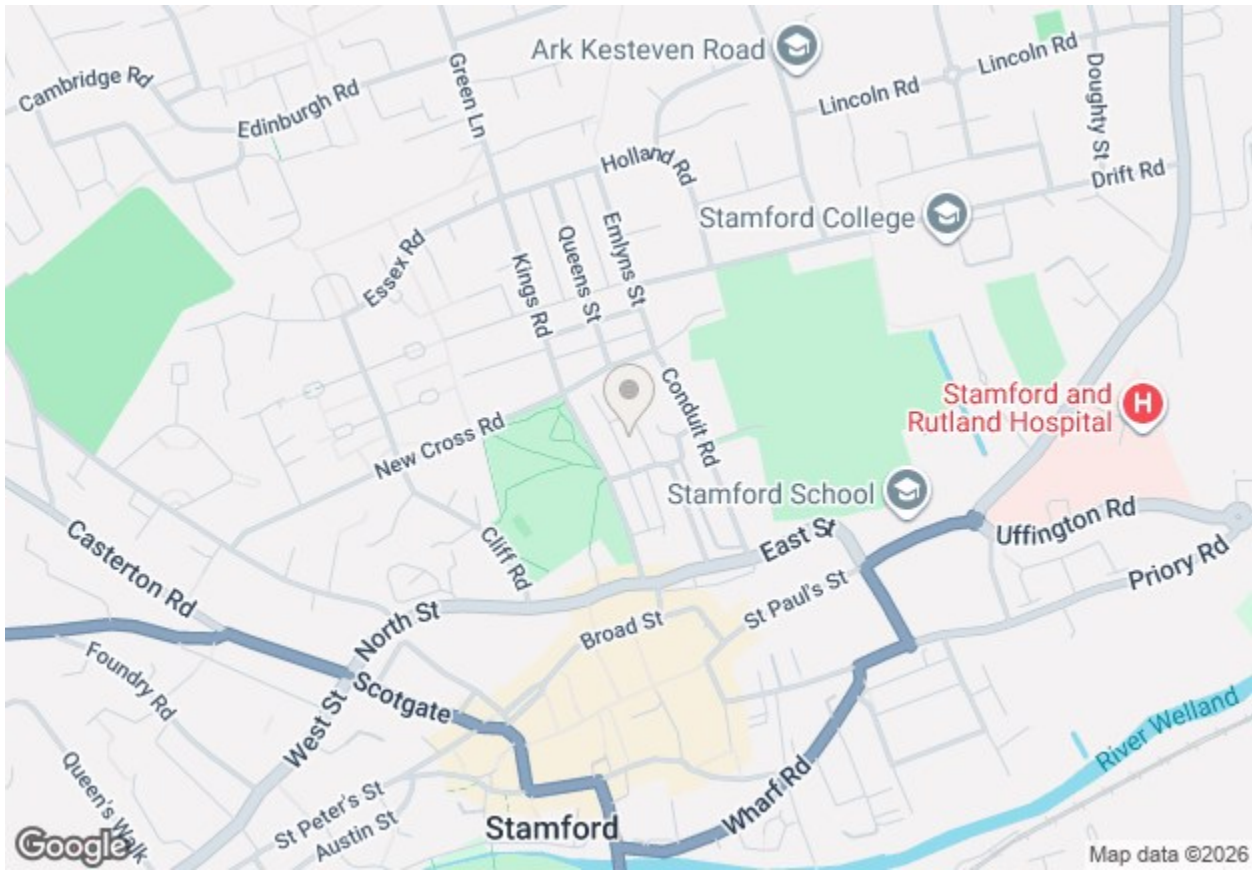 Ark Kesteven Road
Lincoln Rd
Cambridge Rd
Green Ln
Lincoln Rd
Doughty St
Edinburgh Rd
Holland Rd
Drift Rd
Emlyns St
Stamford College
Queens St
Essex Rd
Kings Rd
Conduit Rd
Stamford and
Rutland Hospital
H
New Cross Rd
Stamford School
Cliff Rd
East St
Uffington Rd
Casterton Rd
Priory Rd
St Paul's St
North St
Broad St
Foundry Rd
Scotgate
West St
River Welland
Queen's Walk
Wharf Rd
St Peter's St
Austin St
Stamford
Google
Map data ©2026